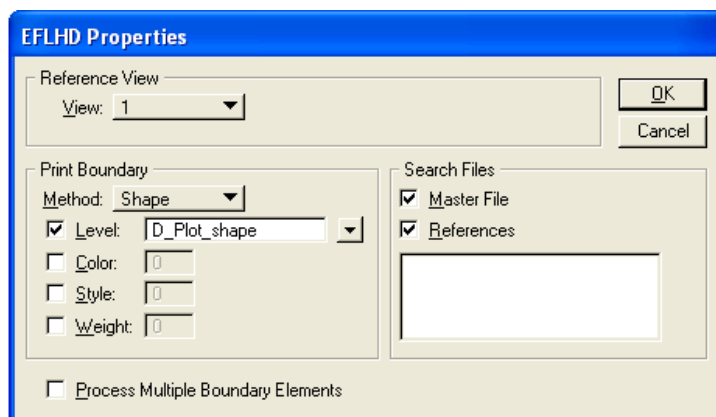 EFLHD Properties
Reference View
View: 1
OK
Cancel
Print Boundary
Method: Shape
Level: D_Plot_shape
Color: 0
Style: 0
Weight: 0
Search Files
Master File
References
Process Multiple Boundary Elements